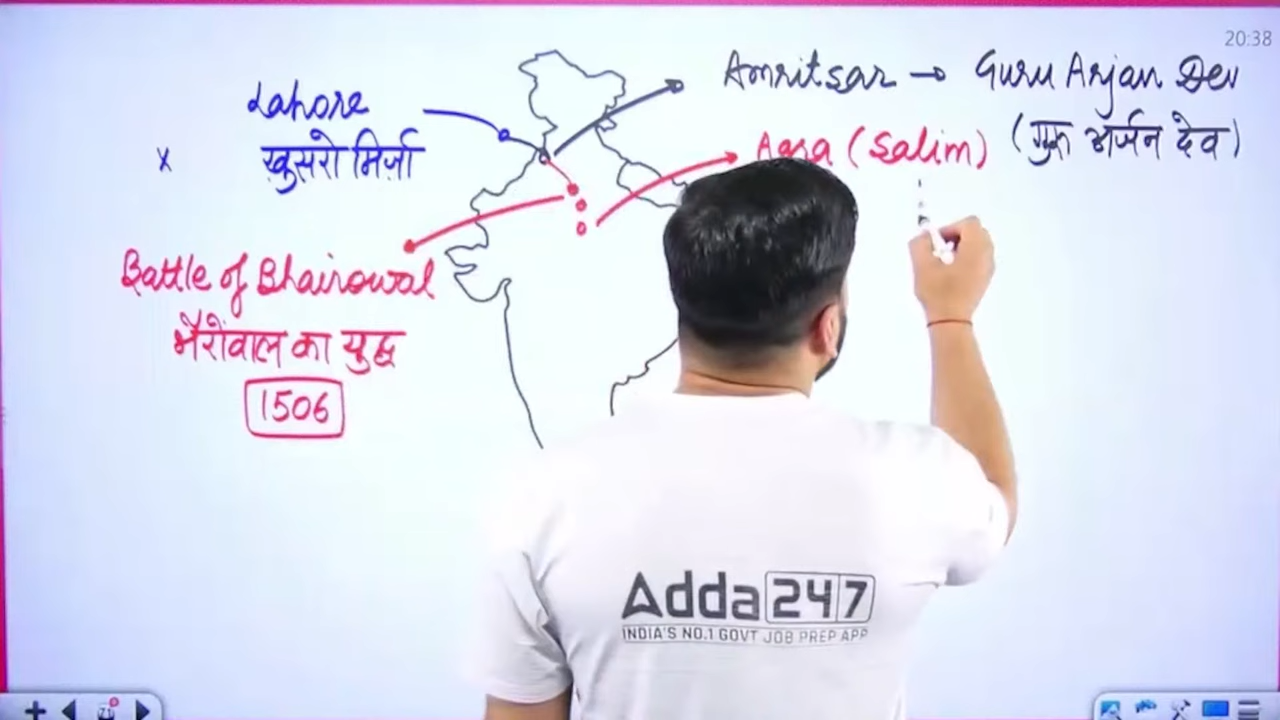 20:38
Lahore
ख़ुसरो मिर्ज़ा
x
Amritsar → Guru Arjan Dev
(गुरू अर्जन देव)
Agra (Salim)
Battle of Bhairowal
भैरोंवाल का युद्ध
1506
Adda247
INDIA'S NO.1 GOVT JOB PREP APP